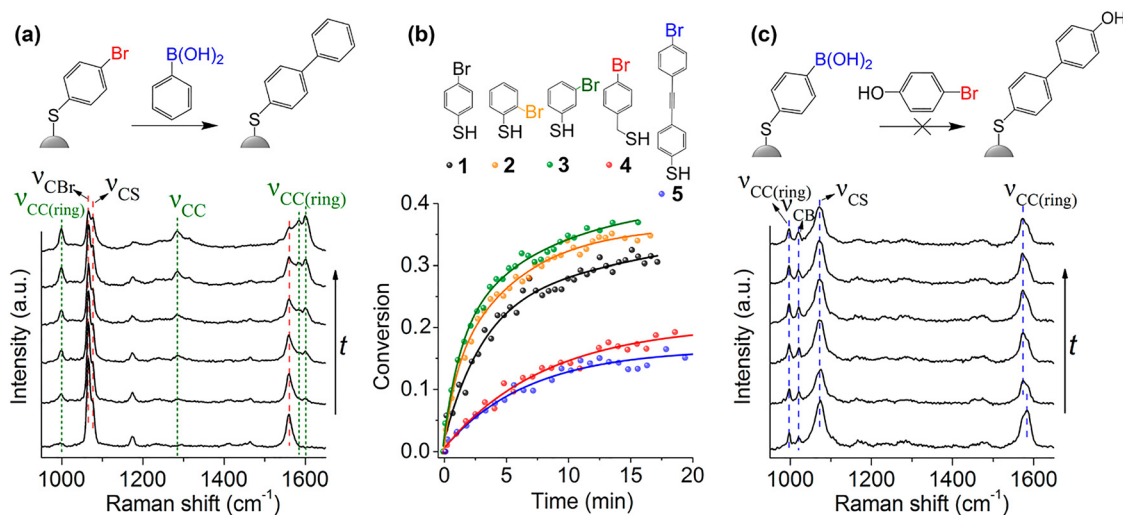 (a)
Br
B(OH)2
S
S
νCBr
νCS
νCC(ring)
νCC
νCC(ring)
Intensity (a.u.)
t
1000 1200 1400 1600
Raman shift (cm-1)
(b)
Br
Br
Br
Br
Br
SH
SH
SH
SH
SH
1 2 3 4
5
Conversion
0.4
0.3
0.2
0.1
0.0
0 5 10 15 20
Time (min)
(c)
OH
B(OH)2
HO
Br
S
S
νCC(ring)
νCB
νCS
νCC(ring)
Intensity (a.u.)
t
1000 1200 1400 1600
Raman shift (cm-1)